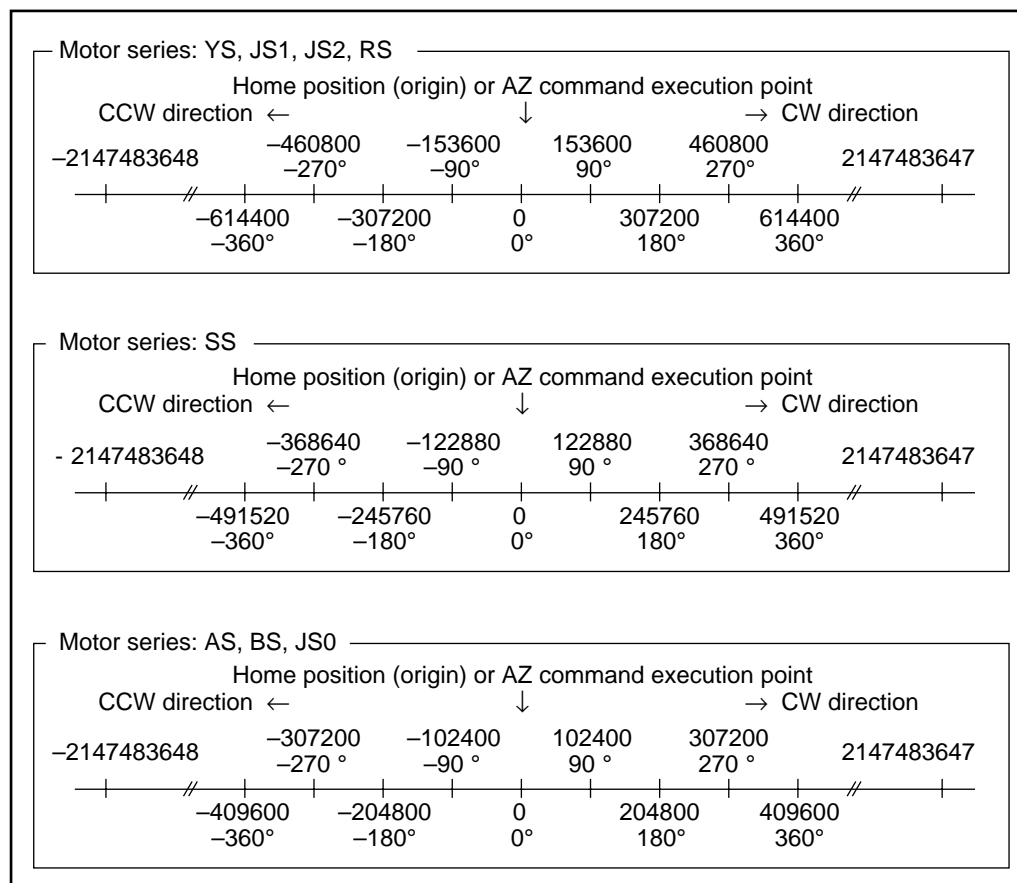 Motor series: YS, JS1, JS2, RS
Home position (origin) or AZ command execution point
CCW direction ← ↓ → CW direction
–2147483648 –460800 –153600 153600 460800 2147483647
–270° –90° 90° 270°
–614400 –307200 0 307200 614400
–360° –180° 0° 180° 360°
Motor series: SS
Home position (origin) or AZ command execution point
CCW direction ← ↓ → CW direction
- 2147483648 –368640 –122880 122880 368640 2147483647
–270 ° –90 ° 90 ° 270 °
–491520 –245760 0 245760 491520
–360° –180° 0° 180° 360°
Motor series: AS, BS, JS0
Home position (origin) or AZ command execution point
CCW direction ← ↓ → CW direction
–2147483648 –307200 –102400 102400 307200 2147483647
–270 ° –90 ° 90 ° 270 °
–409600 –204800 0 204800 409600
–360° –180° 0° 180° 360°